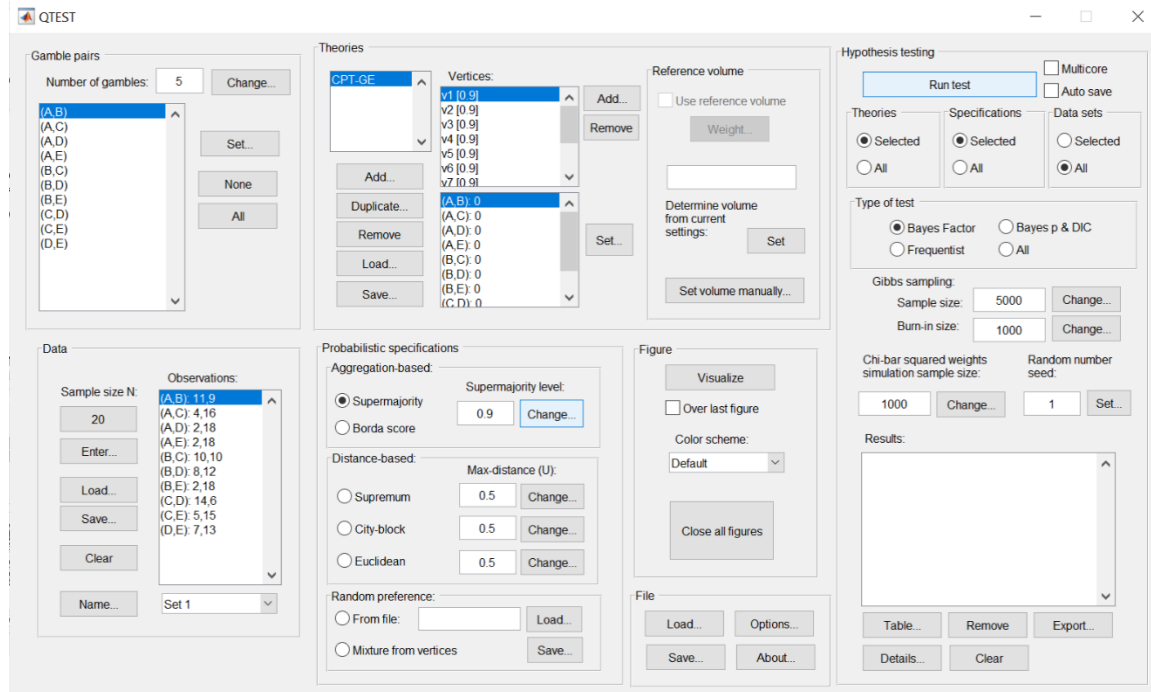 QTEST
Gamble pairs
Number of gambles: 5 Change...
(A,B)
(A,C)
(A,D)
(A,E)
(B,C)
(B,D)
(B,E)
(C,D)
(C,E)
(D,E)
Set...
None
All
Theories
CPT-GE
Add...
Duplicate...
Remove
Load...
Save...
Vertices:
v1 [0.9]
v2 [0.9]
v3 [0.9]
v4 [0.9]
v5 [0.9]
v6 [0.9]
v7 [0.9]
Add...
Remove
(A,B): 0
(A,C): 0
(A,D): 0
(A,E): 0
(B,C): 0
(B,D): 0
(B,E): 0
(C,D): 0
Set...
Reference volume
Use reference volume
Weight...
Determine volume
from current
settings:
Set
Set volume manually...
Hypothesis testing
Run test
Multicore
Auto save
Theories
Selected
All
Specifications
Selected
All
Data sets
Selected
All
Type of test
Bayes Factor
Bayes p & DIC
Frequentist
All
Gibbs sampling:
Sample size: 5000 Change...
Burn-in size: 1000 Change...
Chi-bar squared weights
simulation sample size:
1000 Change...
Random number
seed:
1 Set...
Results:
Table... Remove Export...
Details... Clear
Data
Sample size N:
20
Enter...
Load...
Save...
Clear
Name... Set 1
Observations:
(A,B): 11,9
(A,C): 4,16
(A,D): 2,18
(A,E): 2,18
(B,C): 10,10
(B,D): 8,12
(B,E): 2,18
(C,D): 14,6
(C,E): 5,15
(D,E): 7,13
Probabilistic specifications
Aggregation-based:
Supermajority
Borda score
Supermajority level:
0.9 Change...
Distance-based:
Max-distance (U):
Supremum 0.5 Change...
City-block 0.5 Change...
Euclidean 0.5 Change...
Random preference:
From file: Load...
Mixture from vertices Save...
Figure
Visualize
Over last figure
Color scheme:
Default
Close all figures
File
Load... Options...
Save... About...